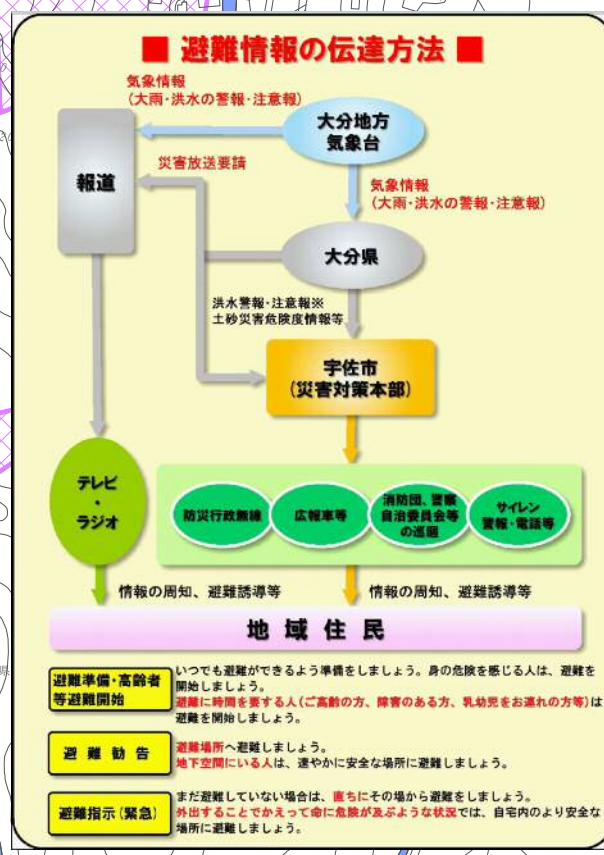 ■ 避難情報の伝達方法 ■
気象情報
(大雨・洪水の警報・注意報)
大分地方
気象台
災害放送要請
報道
気象情報
(大雨・洪水の警報・注意報)
大分県
洪水警報・注意報※
土砂災害危険度情報等
宇佐市
(災害対策本部)
テレビ
・
ラジオ
防災行政無線
広報車等
消防団、警察
自治委員会等
の巡廻
サイレン
警報・電話等
情報の周知、避難誘導等
情報の周知、避難誘導等
地域住民
避難準備・高齢者
等避難開始
いつでも避難ができるよう準備をしましょう。身の危険を感じる人は、避難を
開始しましょう。
避難に時間を要する人(ご高齢の方、障害のある方、乳幼児をお連れの方等)は
避難を開始しましょう。
避難勧告
避難場所へ避難しましょう。
地下空間にいる人は、速やかに安全な場所に避難しましょう。
避難指示(緊急)
まだ避難していない場合は、直ちにその場から避難をしましょう。
外出することでかえって命に危険が及ぶような状況では、自宅内のより安全な
場所に避難しましょう。